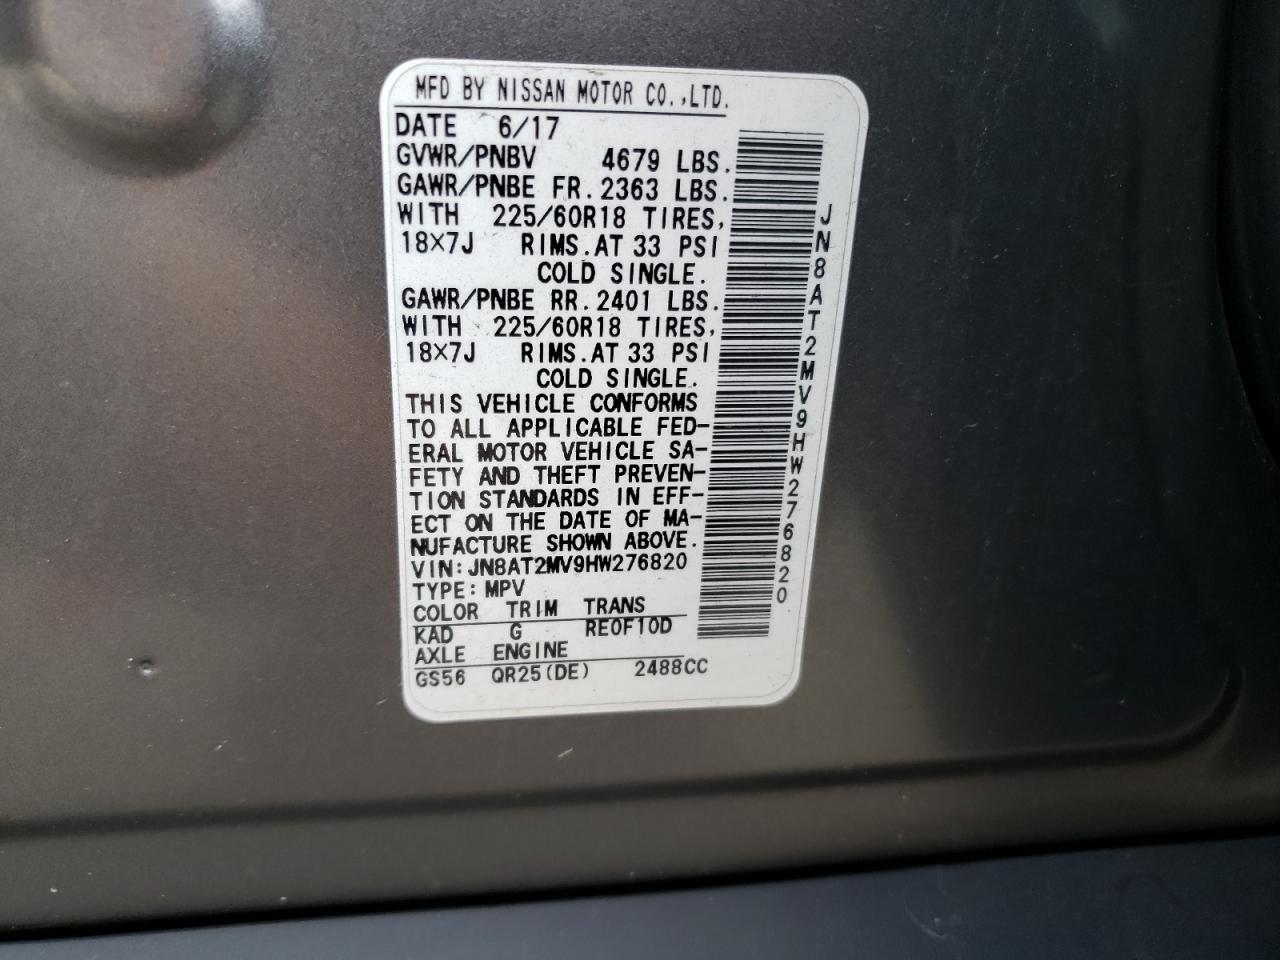 MFD BY NISSAN MOTOR CO.,LTD.
DATE 6/17
GVWR/PNBV 4679 LBS.
GAWR/PNBE FR.2363 LBS.
WITH 225/60R18 TIRES,
18×7J RIMS.AT 33 PSI
COLD SINGLE.
GAWR/PNBE RR.2401 LBS.
WITH 225/60R18 TIRES,
18×7J RIMS.AT 33 PSI
COLD SINGLE.
THIS VEHICLE CONFORMS
TO ALL APPLICABLE FED-
ERAL MOTOR VEHICLE SA-
FETY AND THEFT PREVEN-
TION STANDARDS IN EFF-
ECT ON THE DATE OF MA-
NUFACTURE SHOWN ABOVE.
VIN:JN8AT2MV9HW276820
TYPE:MPV
COLOR TRIM TRANS
KAD G RE0F10D
AXLE ENGINE
GS56 QR25(DE) 2488CC
JN8AT2MV9HW276820